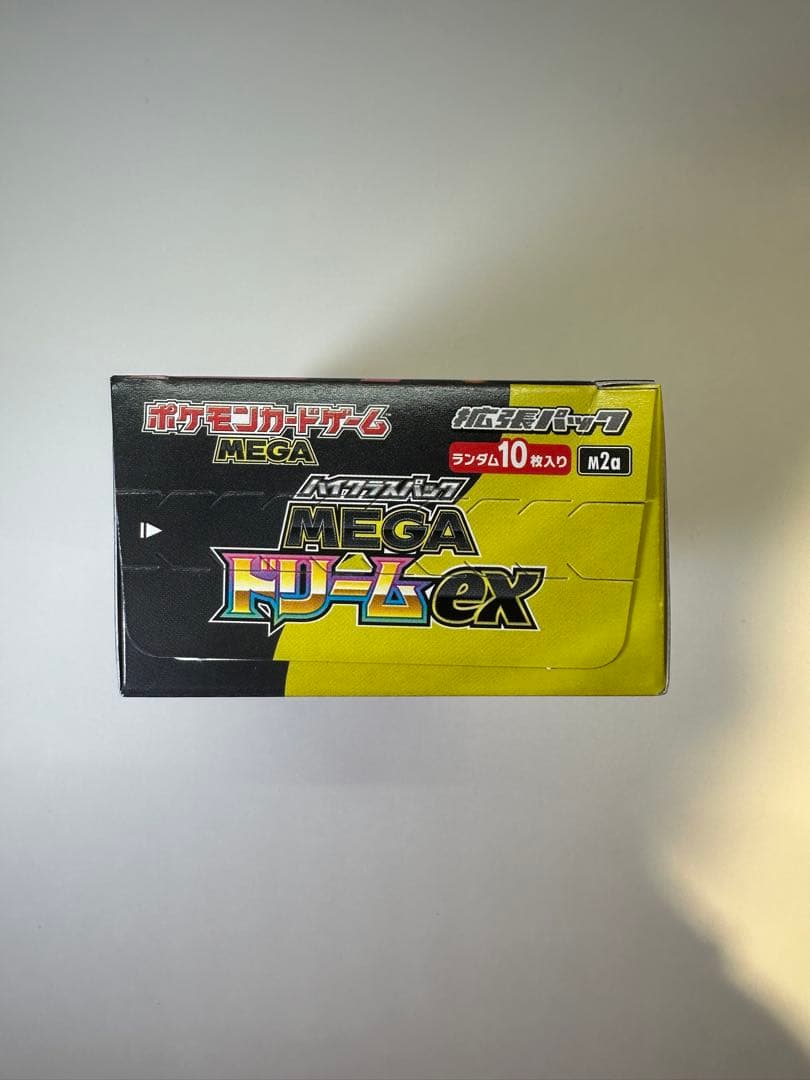 ポケモンカードゲーム
MEGA
拡張パック
ランダム10枚入り M2a
ハイクラスパック
MEGA
ドリームex